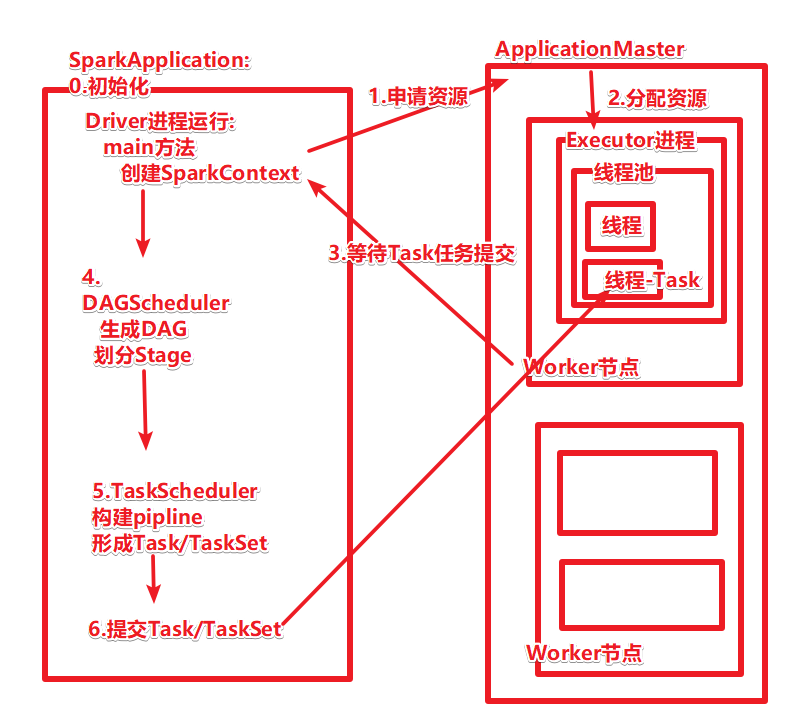 SparkApplication:
0.初始化
Driver进程运行:
main方法
创建SparkContext
4.
DAGScheduler
生成DAG
划分Stage
5.TaskScheduler
构建pipline
形成Task/TaskSet
6.提交Task/TaskSet
1.申请资源
3.等待Task任务提交
ApplicationMaster
2.分配资源
Executor进程
线程池
线程
线程-Task
Worker节点
Worker节点